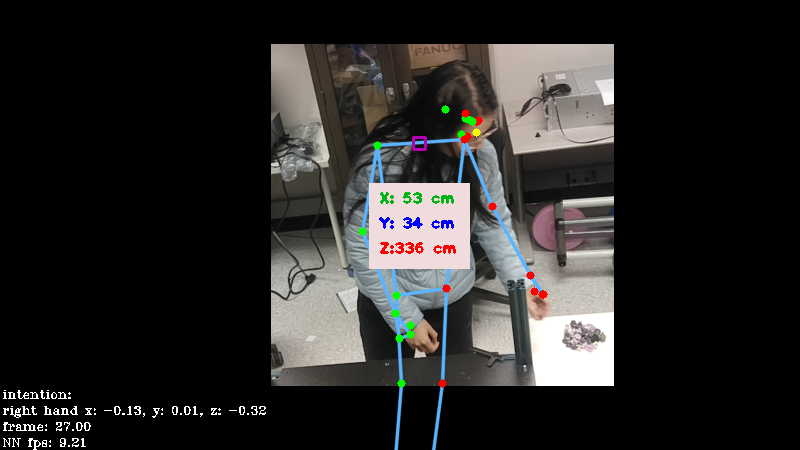 FANUC
X: 53 cm
Y: 34 cm
Z:336 cm
intention:
right hand x: -0.13, y: 0.01, z: -0.32
frame: 27.00
NN fps: 9.21